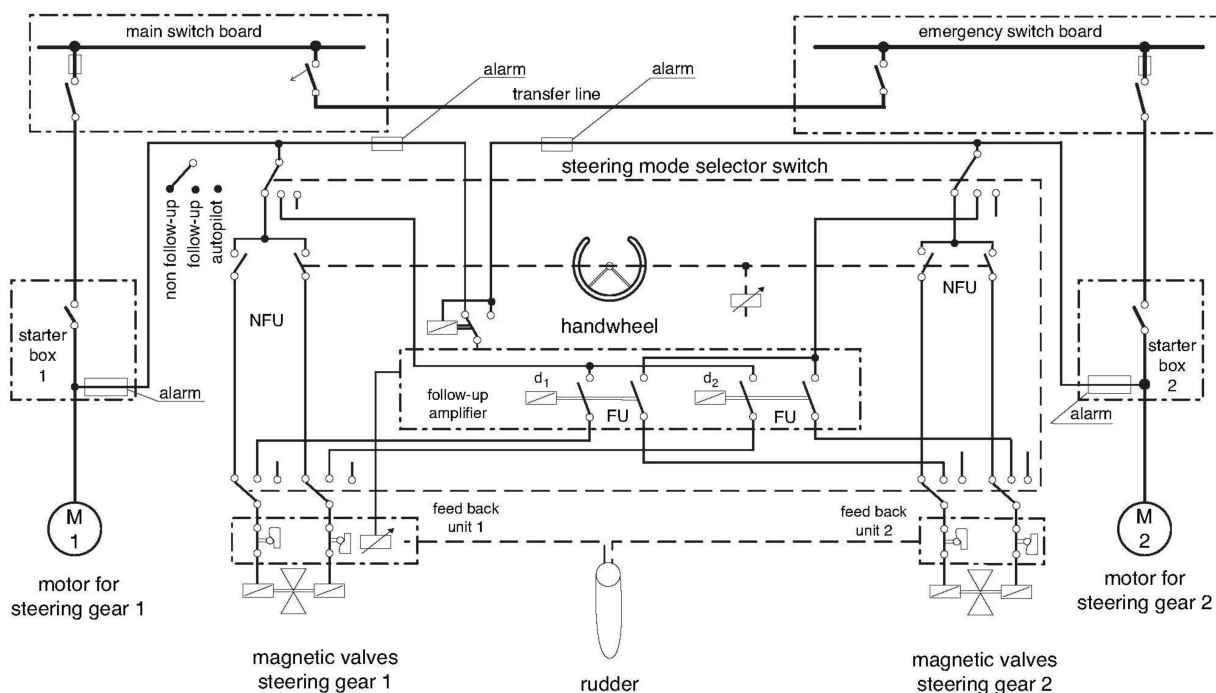 main switch board
emergency switch board
alarm
alarm
transfer line
steering mode selector switch
non follow-up
follow-up
autopilot
NFU
NFU
handwheel
starter
box
1
starter
box
2
alarm
alarm
follow-up
amplifier
d1
d2
FU
FU
M
1
M
2
feed back
unit 1
feed back
unit 2
motor for
steering gear 1
motor for
steering gear 2
magnetic valves
steering gear 1
rudder
magnetic valves
steering gear 2